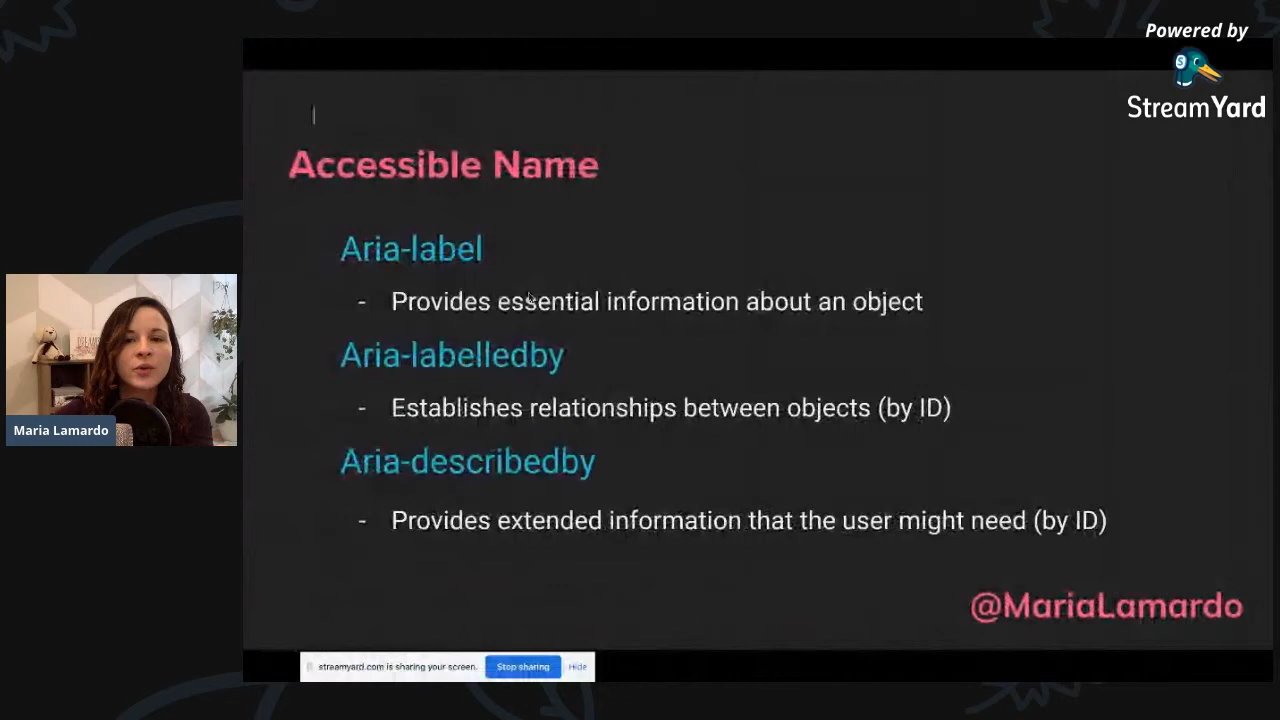 Powered by
StreamYard
Accessible Name
Aria-label
- Provides essential information about an object
Aria-labelledby
- Establishes relationships between objects (by ID)
Aria-describedby
- Provides extended information that the user might need (by ID)
@MariaLamardo
Maria Lamardo
streamyard.com is sharing your screen. Stop sharing Hide